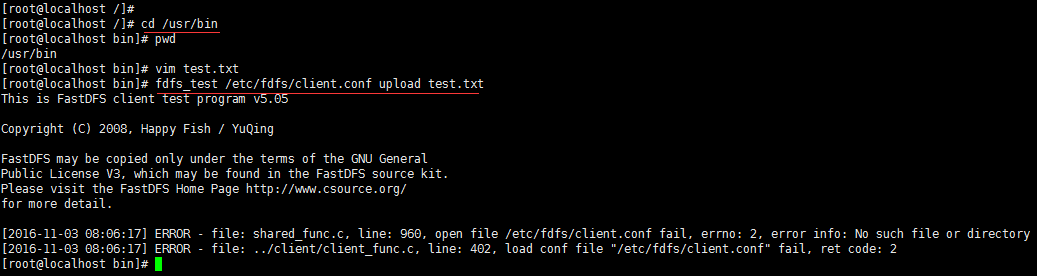 [root@localhost /]#
[root@localhost /]# cd /usr/bin
[root@localhost bin]# pwd
/usr/bin
[root@localhost bin]# vim test.txt
[root@localhost bin]# fdfs_test /etc/fdfs/client.conf upload test.txt
This is FastDFS client test program v5.05

Copyright (C) 2008, Happy Fish / YuQing

FastDFS may be copied only under the terms of the GNU General
Public License V3, which may be found in the FastDFS source kit.
Please visit the FastDFS Home Page http://www.csource.org/
for more detail.

[2016-11-03 08:06:17] ERROR - file: shared_func.c, line: 960, open file /etc/fdfs/client.conf fail, errno: 2, error info: No such file or directory
[2016-11-03 08:06:17] ERROR - file: ../client/client_func.c, line: 402, load conf file "/etc/fdfs/client.conf" fail, ret code: 2
[root@localhost bin]#